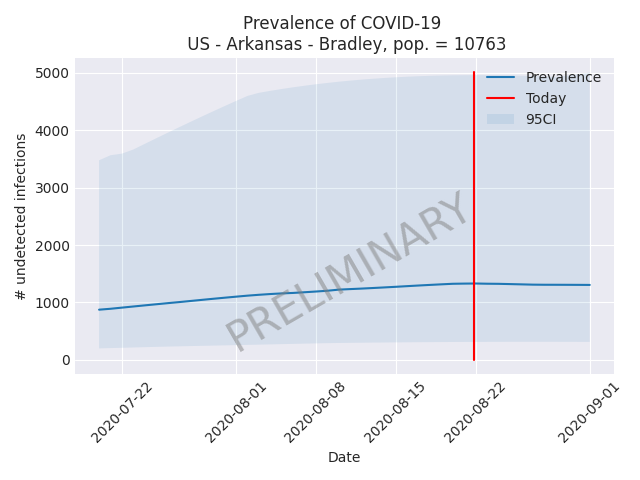 Prevalence of COVID-19
US - Arkansas - Bradley, pop. = 10763
# undetected infections
5000
4000
3000
2000
1000
0
Prevalence
Today
95CI
PRELIMINARY
2020-07-22
2020-08-01
2020-08-08
2020-08-15
2020-08-22
2020-09-01
Date